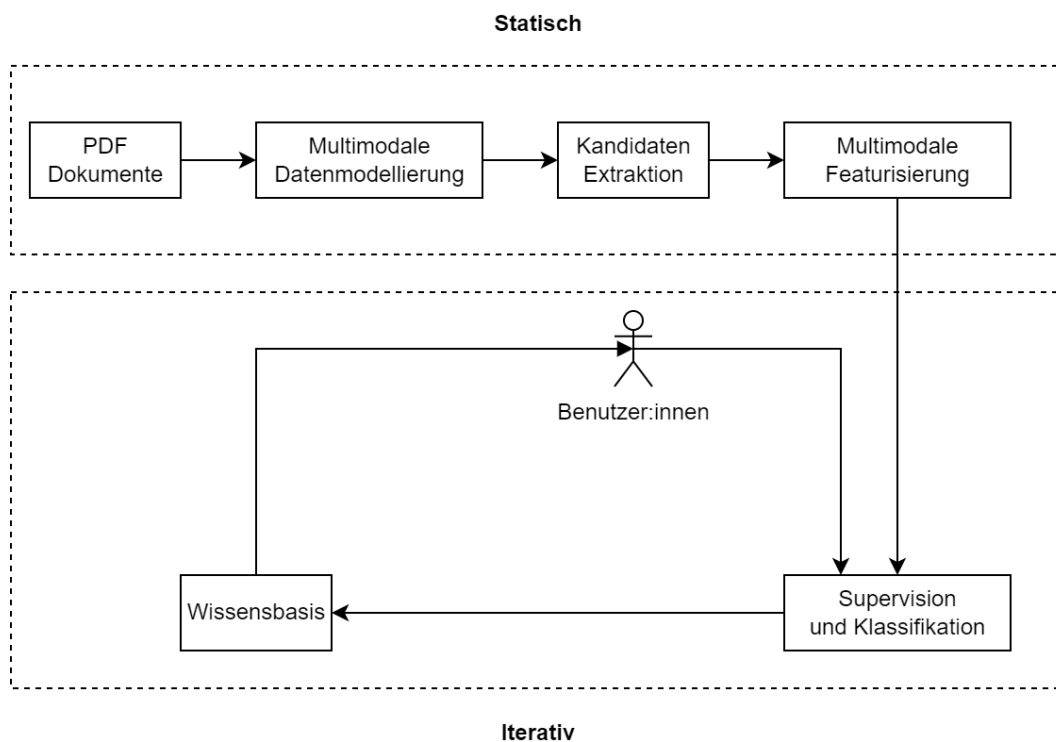 Statisch
PDF
Dokumente
Multimodale
Datenmodellierung
Kandidaten
Extraktion
Multimodale
Featurisierung
Benutzer:innen
Wissensbasis
Supervision
und Klassifikation
Iterativ